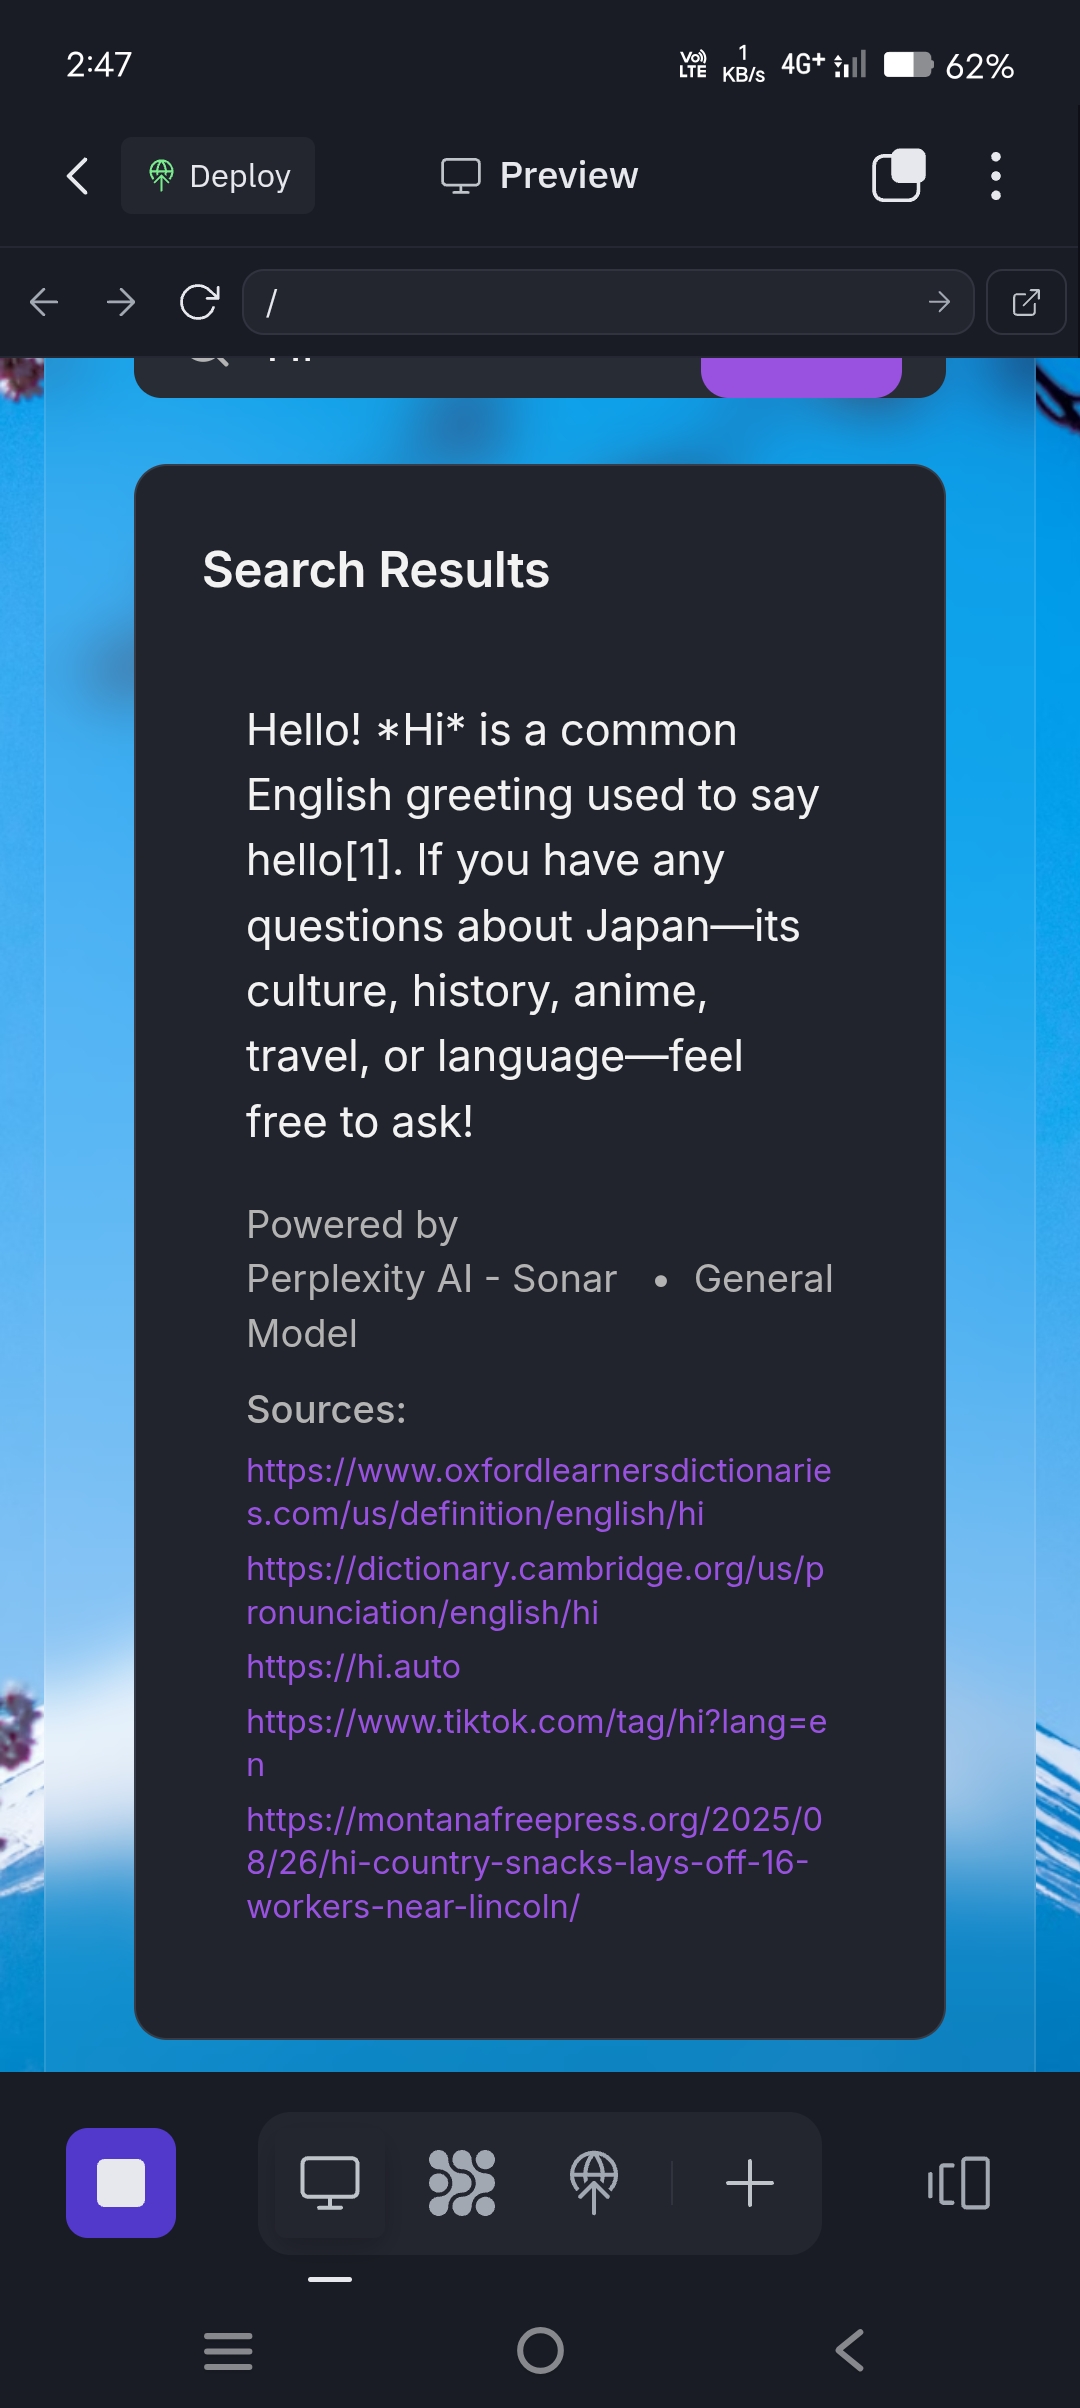 2:47
Vo)) LTE
1 KB/s
4G+
62%
Deploy
Preview
/
Search Results
Hello! *Hi* is a common
English greeting used to say
hello[1]. If you have any
questions about Japan—its
culture, history, anime,
travel, or language—feel
free to ask!
Powered by
Perplexity AI - Sonar • General
Model
Sources:
https://www.oxfordlearnersdictionarie
s.com/us/definition/english/hi
https://dictionary.cambridge.org/us/p
ronunciation/english/hi
https://hi.auto
https://www.tiktok.com/tag/hi?lang=e
n
https://montanafreepress.org/2025/0
8/26/hi-country-snacks-lays-off-16-
workers-near-lincoln/